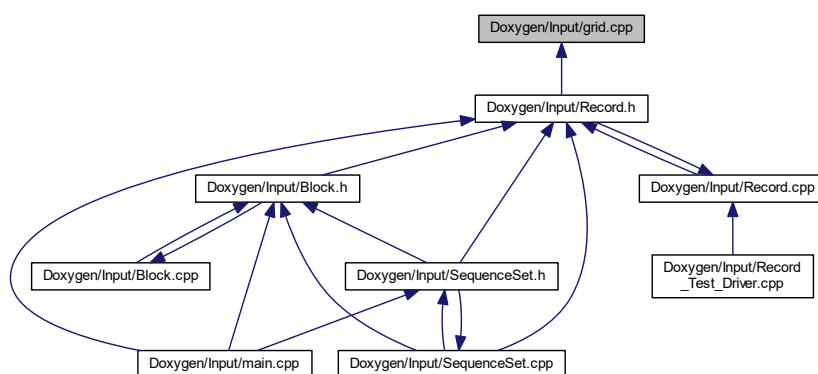 Doxygen/Input/grid.cpp
Doxygen/Input/Record.h
Doxygen/Input/Block.h
Doxygen/Input/Record.cpp
Doxygen/Input/Block.cpp
Doxygen/Input/SequenceSet.h
Doxygen/Input/Record
_Test_Driver.cpp
Doxygen/Input/main.cpp
Doxygen/Input/SequenceSet.cpp